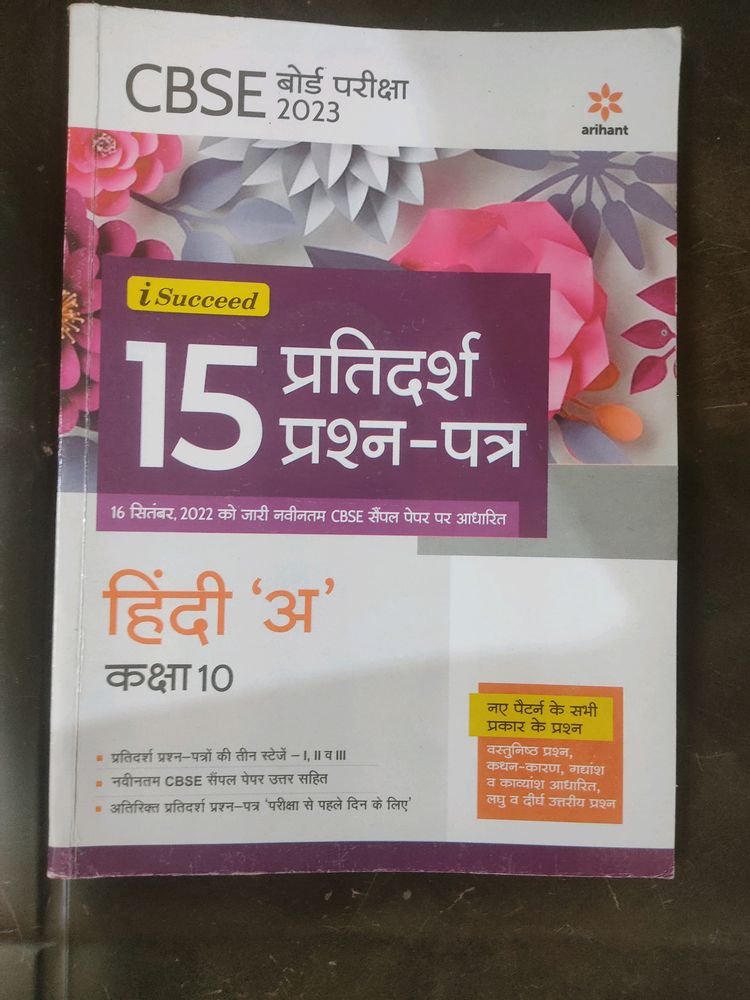 CBSE बोर्ड परीक्षा
2023
arihant
i Succeed
15 प्रतिदर्श
प्रश्न-पत्र
16 सितंबर, 2022 को जारी नवीनतम CBSE सैंपल पेपर पर आधारित
हिंदी ‘अ’
कक्षा 10
प्रतिदर्श प्रश्न-पत्रों की तीन स्टेजें – I, II व III
नवीनतम CBSE सैंपल पेपर उत्तर सहित
अतिरिक्त प्रतिदर्श प्रश्न-पत्र ‘परीक्षा से पहले दिन के लिए’
नए पैटर्न के सभी
प्रकार के प्रश्न
वस्तुनिष्ठ प्रश्न,
कथन-कारण, गद्यांश
व काव्यांश आधारित,
लघु व दीर्घ उत्तरीय प्रश्न